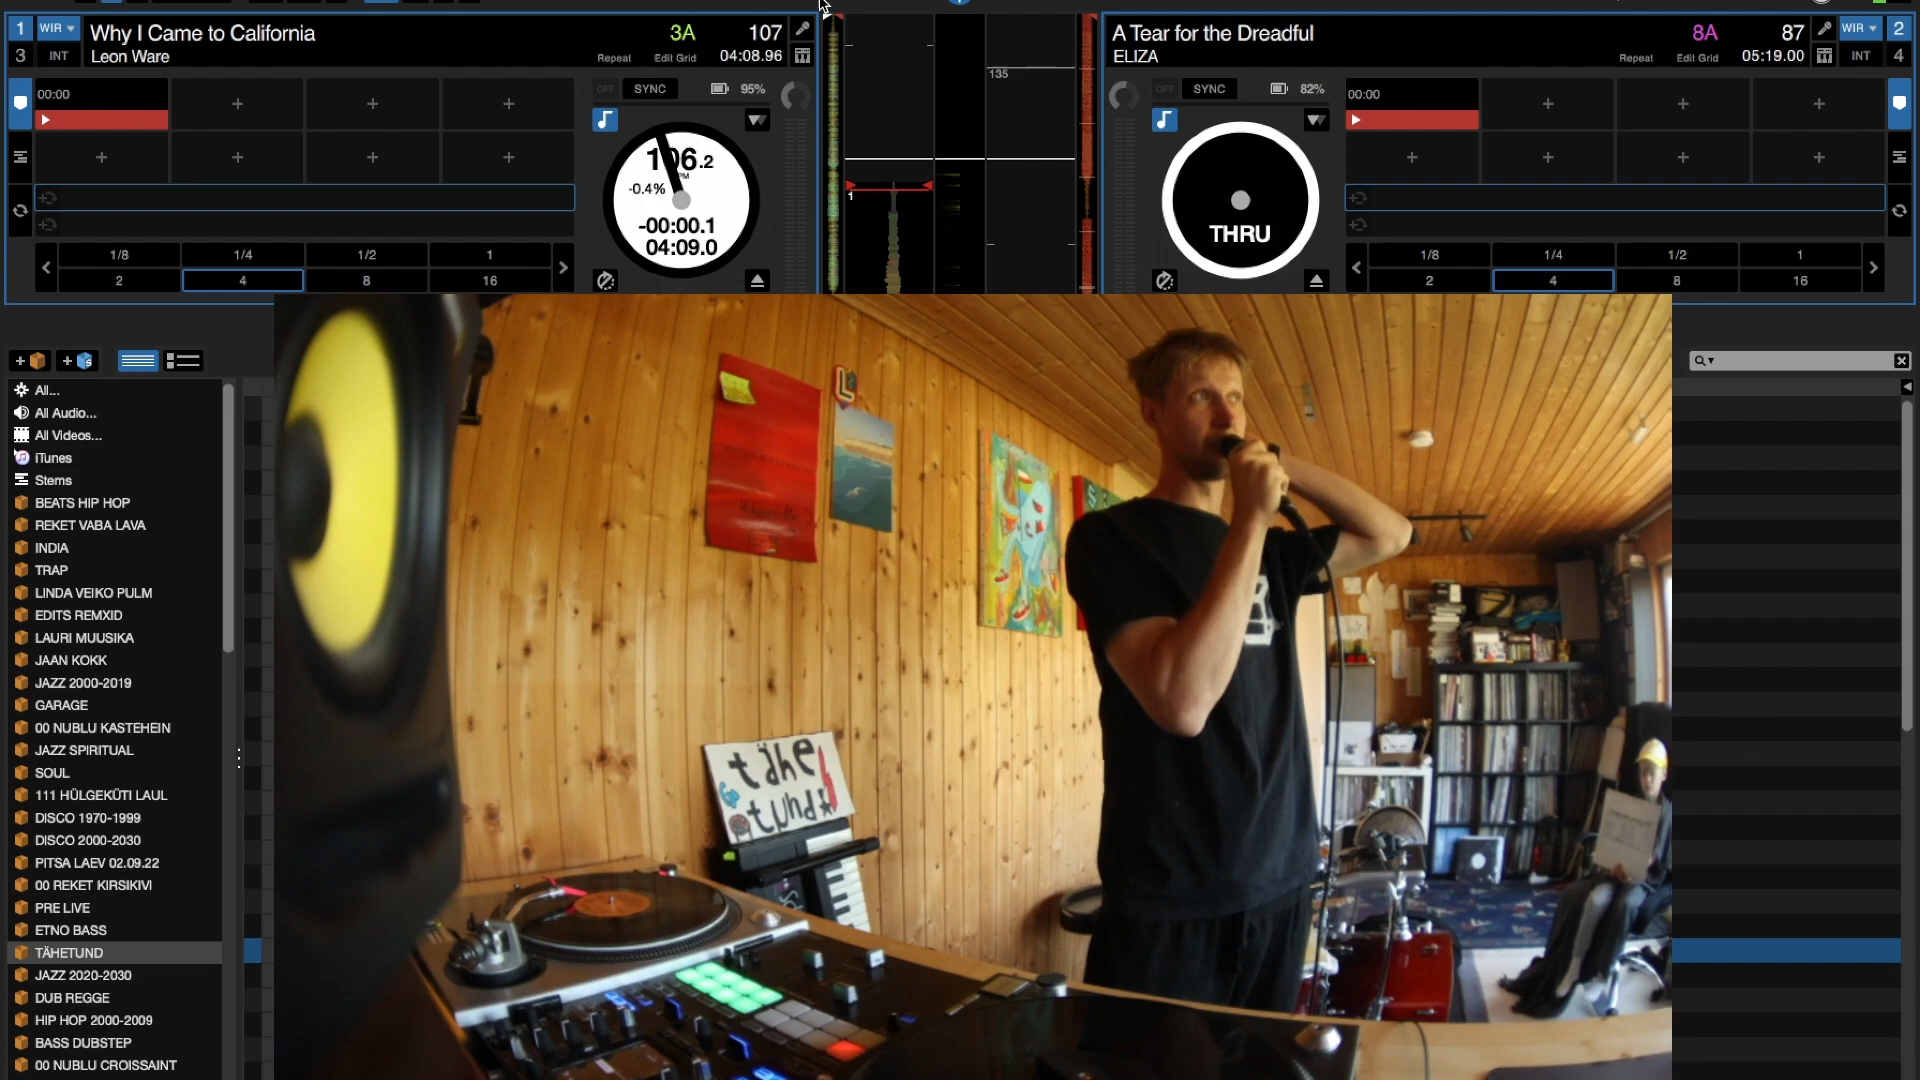 1 WIR Why I Came to California 3A 107
3 INT Leon Ware Repeat Edit Grid 04:08.96
00:00
OFF SYNC 95%
106.2
-0.4%
-00:00.1
04:09.0
1/8 1/4 1/2 1
2 4 8 16
135
1
A Tear for the Dreadful 8A 87 WIR 2
ELIZA Repeat Edit Grid 05:19.00 INT 4
OFF SYNC 82%
00:00
THRU
1/8 1/4 1/2 1
2 4 8 16
All...
All Audio...
All Videos...
iTunes
Stems
BEATS HIP HOP
REKET VABA LAVA
INDIA
TRAP
LINDA VEIKO PULM
EDITS REMXID
LAURI MUUSIKA
JAAN KOKK
JAZZ 2000-2019
GARAGE
00 NUBLU KASTEHEIN
JAZZ SPIRITUAL
SOUL
111 HÜLGEKÜTI LAUL
DISCO 1970-1999
DISCO 2000-2030
PITSA LAEV 02.09.22
00 REKET KIRSIKIVI
PRE LIVE
ETNO BASS
TÄHETUND
JAZZ 2020-2030
DUB REGGE
HIP HOP 2000-2009
BASS DUBSTEP
00 NUBLU CROISSAINT
L
tähe
tund